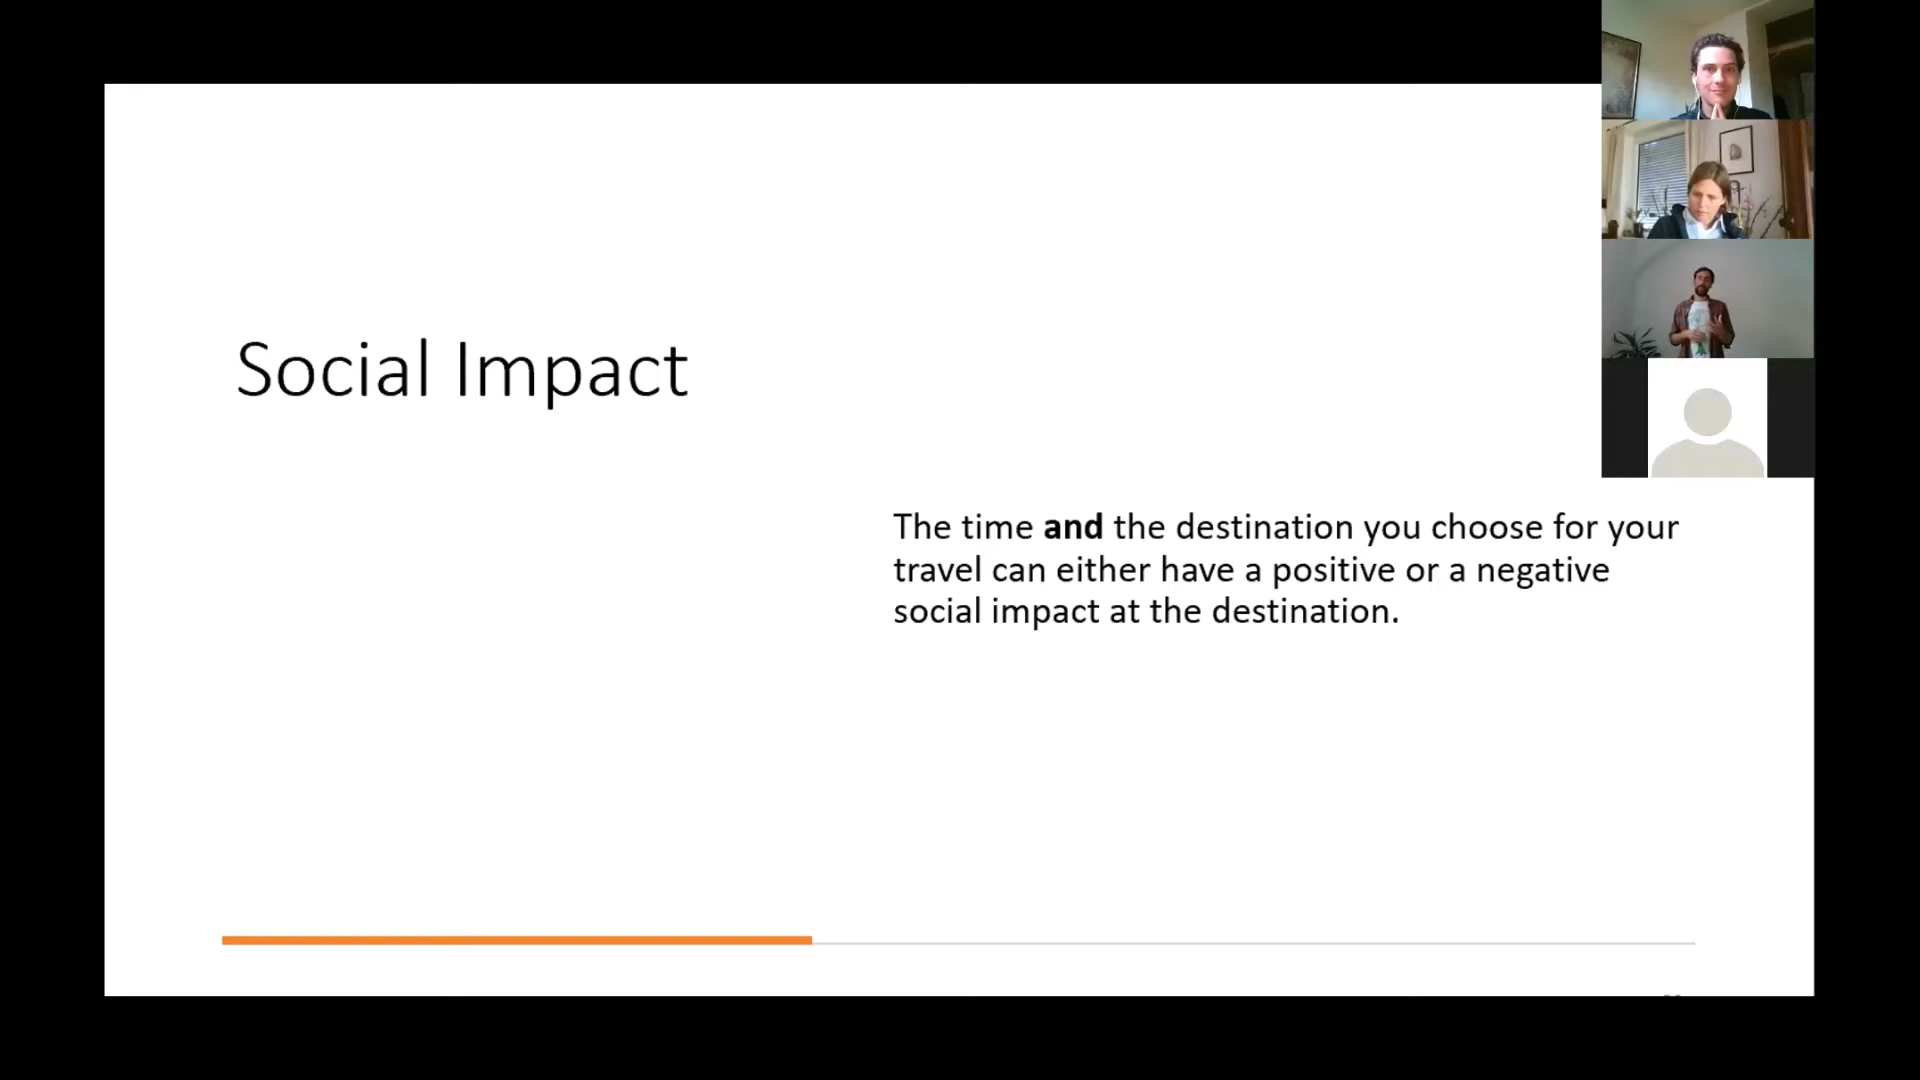 Social Impact
The time and the destination you choose for your
travel can either have a positive or a negative
social impact at the destination.